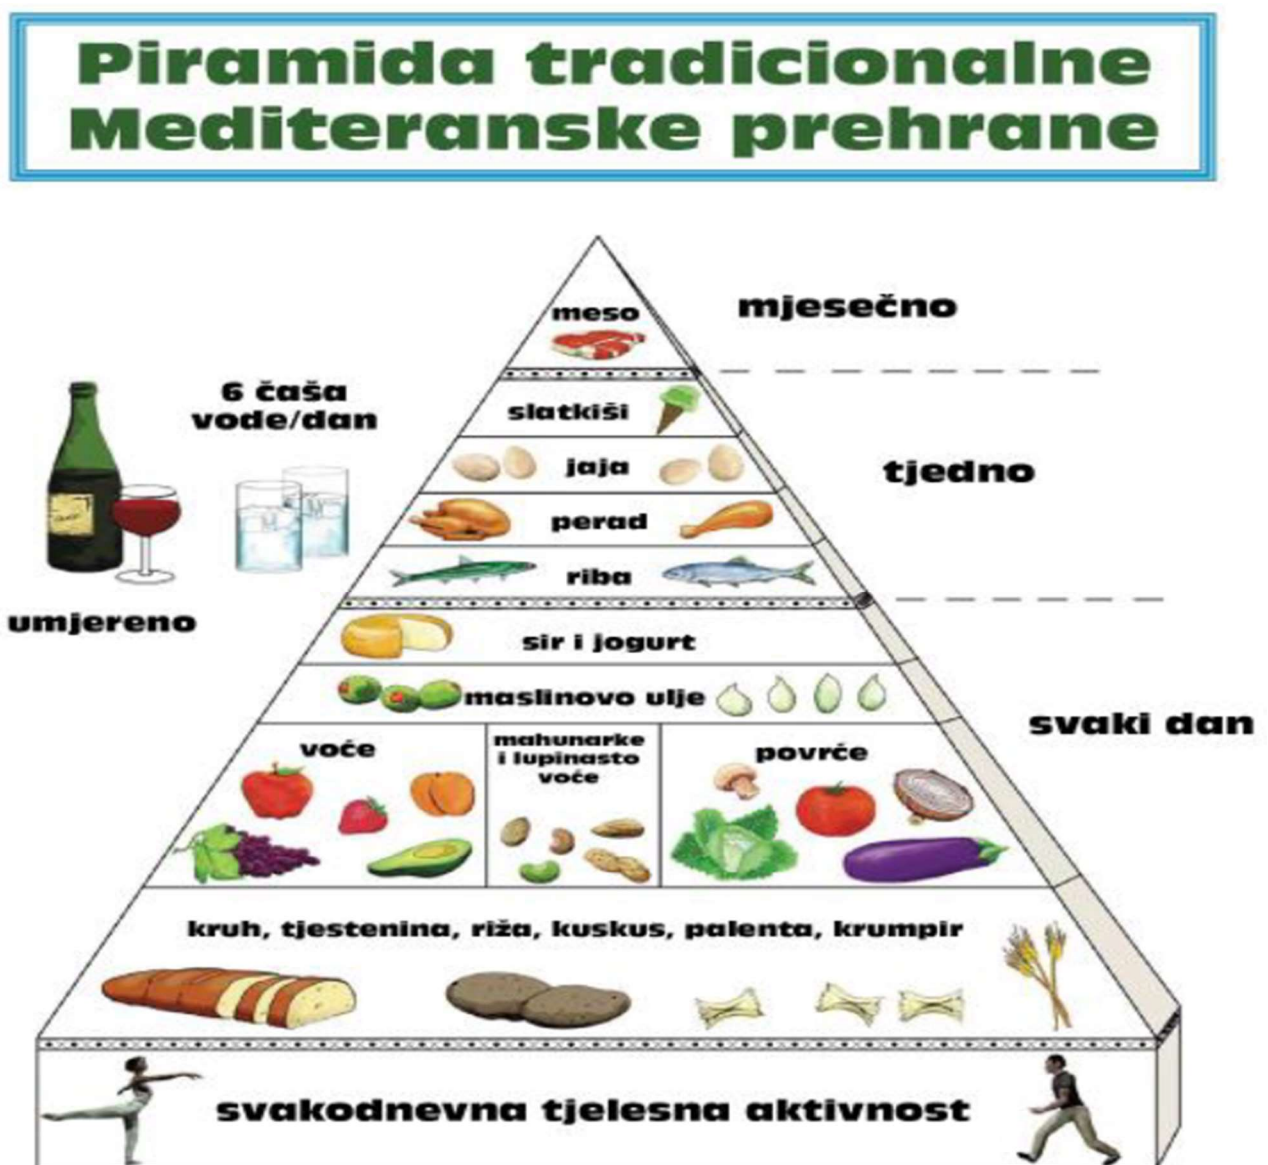 Piramida tradicionalne
Mediteranske prehrane
meso
mjesečno
6 čaša
vode/dan
slatkiši
jaja
tjedno
perad
riba
umjereno
sir i jogurt
maslinovo ulje
svaki dan
voće
mahunarke
i lupinasto
voće
povrće
kruh, tjestenina, riža, kuskus, palenta, krumpir
svakodnevna tjelesna aktivnost